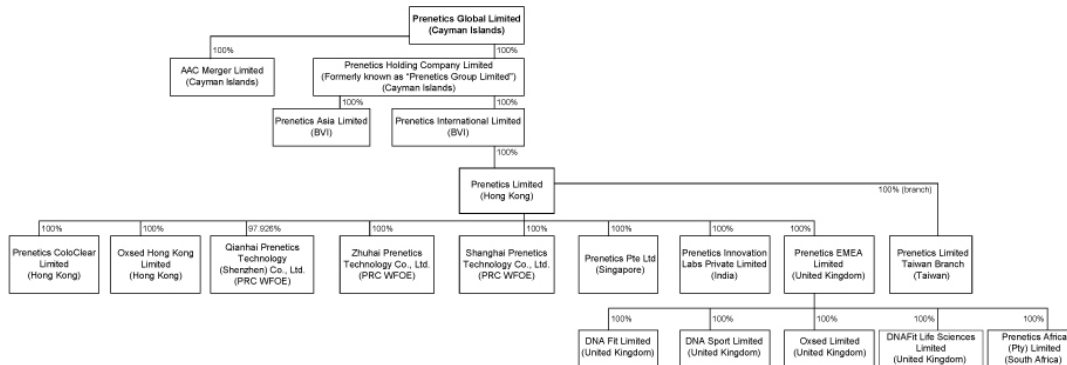 Prenetics Global Limited
(Cayman Islands)
100%
100%
AAC Merger Limited
(Cayman Islands)
Prenetics Holding Company Limited
(Formerly known as "Prenetics Group Limited")
(Cayman Islands)
100%
100%
Prenetics Asia Limited
(BVI)
Prenetics International Limited
(BVI)
100%
Prenetics Limited
(Hong Kong)
100% (branch)
100%
100%
97.926%
100%
100%
100%
100%
100%
Prenetics ColoClear
Limited
(Hong Kong)
Oxsed Hong Kong
Limited
(Hong Kong)
Qianhai Prenetics
Technology
(Shenzhen) Co., Ltd.
(PRC WFOE)
Zhuhai Prenetics
Technology Co., Ltd.
(PRC WFOE)
Shanghai Prenetics
Technology Co., Ltd.
(PRC WFOE)
Prenetics Pte Ltd
(Singapore)
Prenetics Innovation
Labs Private Limited
(India)
Prenetics EMEA
Limited
(United Kingdom)
Prenetics Limited
Taiwan Branch
(Taiwan)
100%
100%
100%
100%
100%
DNA Fit Limited
(United Kingdom)
DNA Sport Limited
(United Kingdom)
Oxsed Limited
(United Kingdom)
DNAFit Life Sciences
Limited
(United Kingdom)
Prenetics Africa
(Pty) Limited
(South Africa)